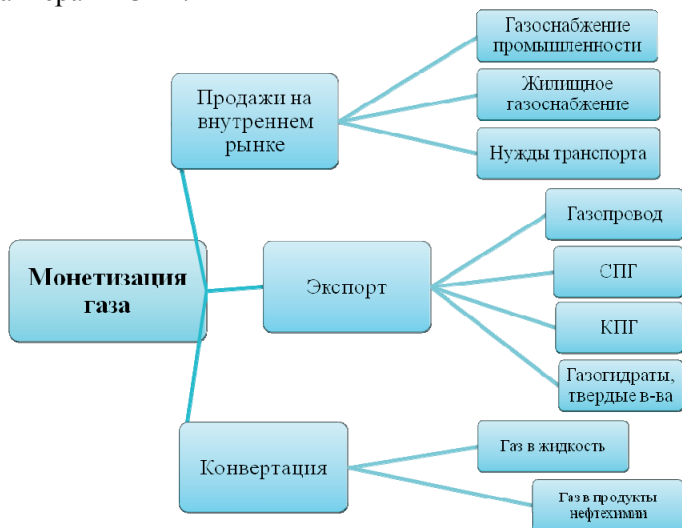 Газоснабжение
промышленности
Продажи на
внутреннем
рынке
Жилищное
газоснабжение
Нужды транспорта
Монетизация
газа
Экспорт
Газопровод
СПГ
КПГ
Газогидраты,
твердые в-ва
Конвертация
Газ в жидкость
Газ в продукты
нефтехимии